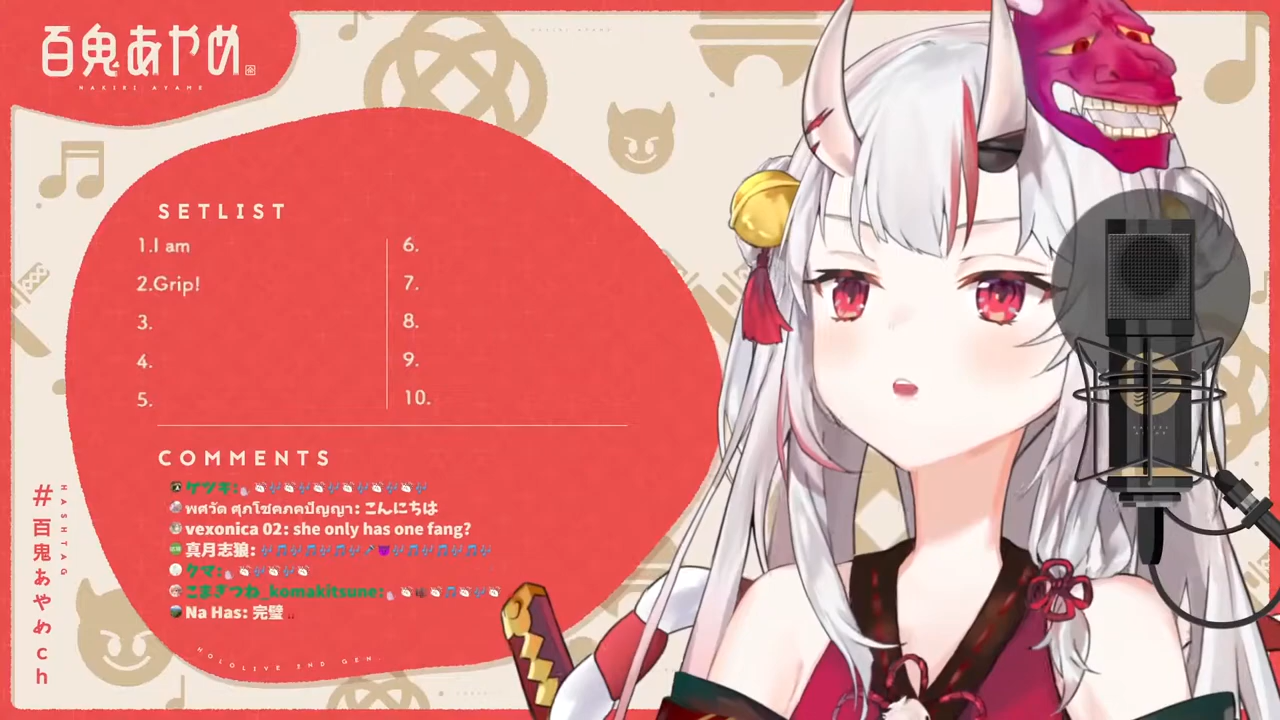 百鬼あやめ
NAKIRI AYAME
SETLIST
1.I am
2.Grip!
3.
4.
5.
6.
7.
8.
9.
10.
COMMENTS
ケツキ:
พศวัต ศุภโชคภคปัญญา: こんにちは
vexonica 02: she only has one fang?
真月志狼:
クマ:
こまぎつね_komakitsune:
Na Has: 完璧
HOLOLIVE 2ND GEN.
#百鬼あやめch
HASHTAG